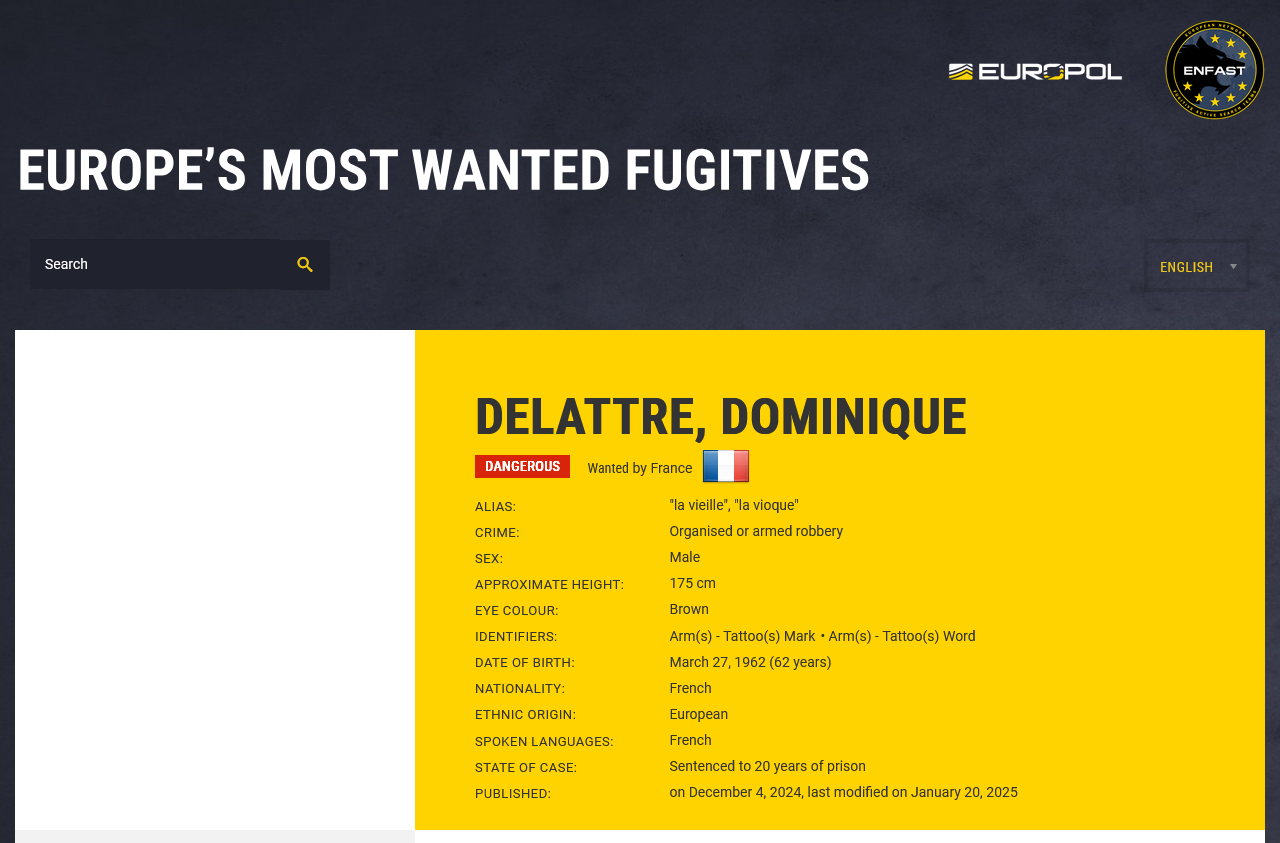 EUROPOL
EUROPEAN NETWORK
ENFAST
FUGITIVE ACTIVE SEARCH TEAMS
EUROPE’S MOST WANTED FUGITIVES
Search
ENGLISH
DELATTRE, DOMINIQUE
DANGEROUS Wanted by France
ALIAS: "la vieille", "la vioque"
CRIME: Organised or armed robbery
SEX: Male
APPROXIMATE HEIGHT: 175 cm
EYE COLOUR: Brown
IDENTIFIERS: Arm(s) - Tattoo(s) Mark • Arm(s) - Tattoo(s) Word
DATE OF BIRTH: March 27, 1962 (62 years)
NATIONALITY: French
ETHNIC ORIGIN: European
SPOKEN LANGUAGES: French
STATE OF CASE: Sentenced to 20 years of prison
PUBLISHED: on December 4, 2024, last modified on January 20, 2025